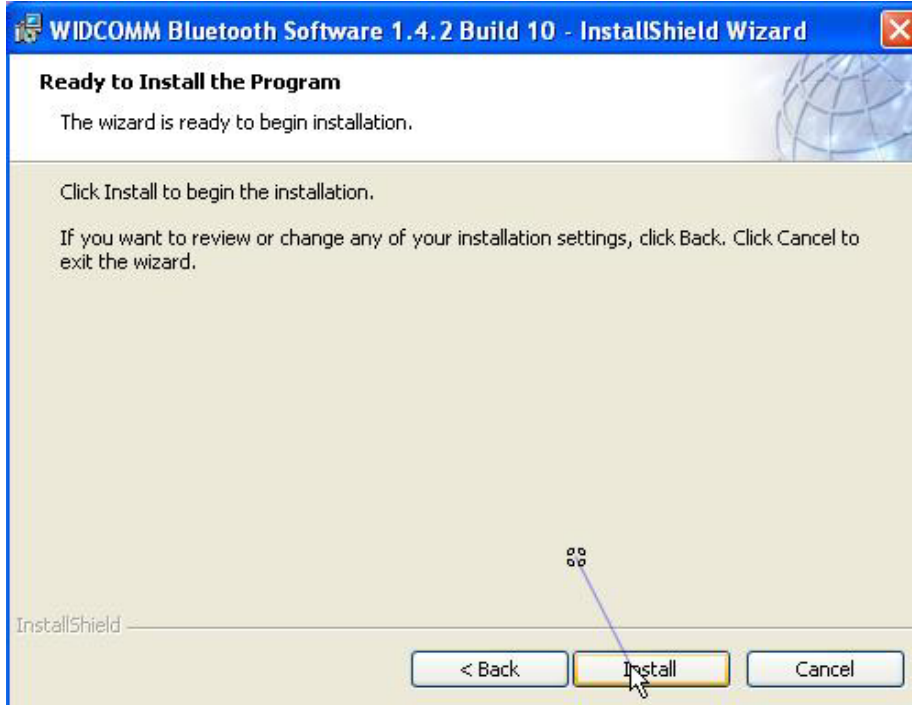 WIDCOMM Bluetooth Software 1.4.2 Build 10 - InstallShield Wizard
Ready to Install the Program
The wizard is ready to begin installation.
Click Install to begin the installation.
If you want to review or change any of your installation settings, click Back. Click Cancel to
exit the wizard.
InstallShield
< Back Install Cancel